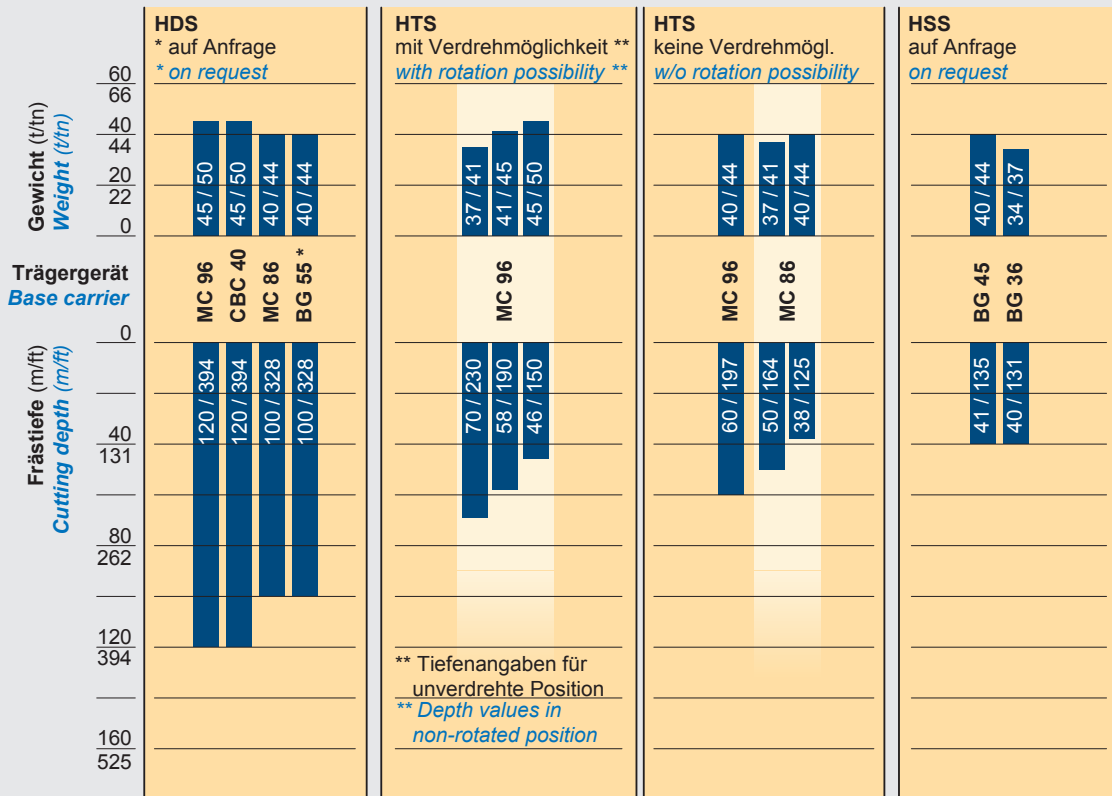 HDS
* auf Anfrage
* on request
HTS
mit Verdrehmöglichkeit **
with rotation possibility **
HTS
keine Verdrehmögl.
w/o rotation possibility
HSS
auf Anfrage
on request
Gewicht (t/tn)
Weight (t/tn)
60
66
40
44
20
22
0
45 / 50
45 / 50
40 / 44
40 / 44
37 / 41
41 / 45
45 / 50
40 / 44
37 / 41
40 / 44
40 / 44
34 / 37
Trägergerät
Base carrier
MC 96
CBC 40
MC 86
BG 55 *
MC 96
MC 96
MC 86
BG 45
BG 36
Frästiefe (m/ft)
Cutting depth (m/ft)
0
40
131
80
262
120
394
160
525
120 / 394
120 / 394
100 / 328
100 / 328
70 / 230
58 / 190
46 / 150
60 / 197
50 / 164
38 / 125
41 / 135
40 / 131
** Tiefenangaben für
unverdrehte Position
** Depth values in
non-rotated position